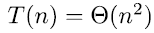 T(n) = Θ(n²)